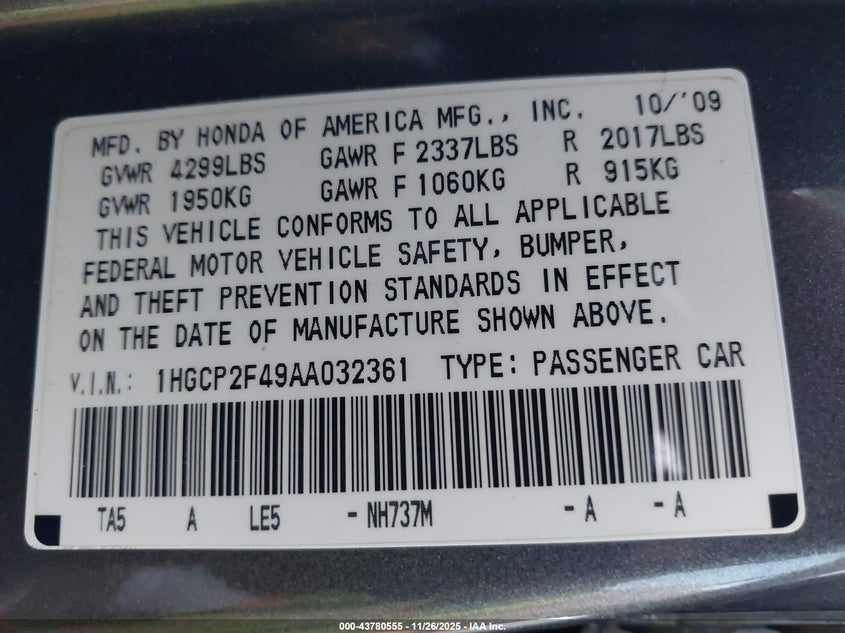 MFD. BY HONDA OF AMERICA MFG., INC. 10/'09
GVWR 4299LBS GAWR F 2337LBS R 2017LBS
GVWR 1950KG GAWR F 1060KG R 915KG
THIS VEHICLE CONFORMS TO ALL APPLICABLE
FEDERAL MOTOR VEHICLE SAFETY, BUMPER,
AND THEFT PREVENTION STANDARDS IN EFFECT
ON THE DATE OF MANUFACTURE SHOWN ABOVE.
V.I.N.: 1HGCP2F49AA032361 TYPE: PASSENGER CAR
TA5 A LE5 - NH737M - A - A
000-43780555 - 11/26/2025 - IAA Inc.